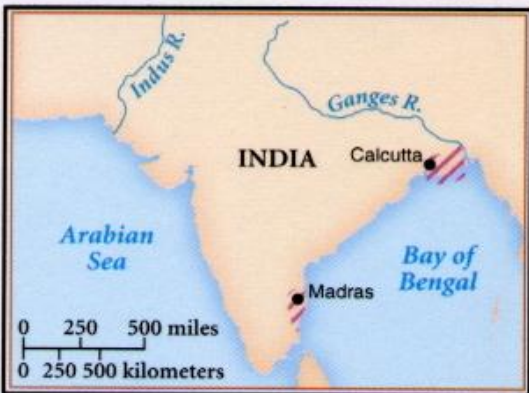 Indus R.
Ganges R.
INDIA
Calcutta
Arabian
Sea
Bay of
Bengal
Madras
0 250 500 miles
0 250 500 kilometers